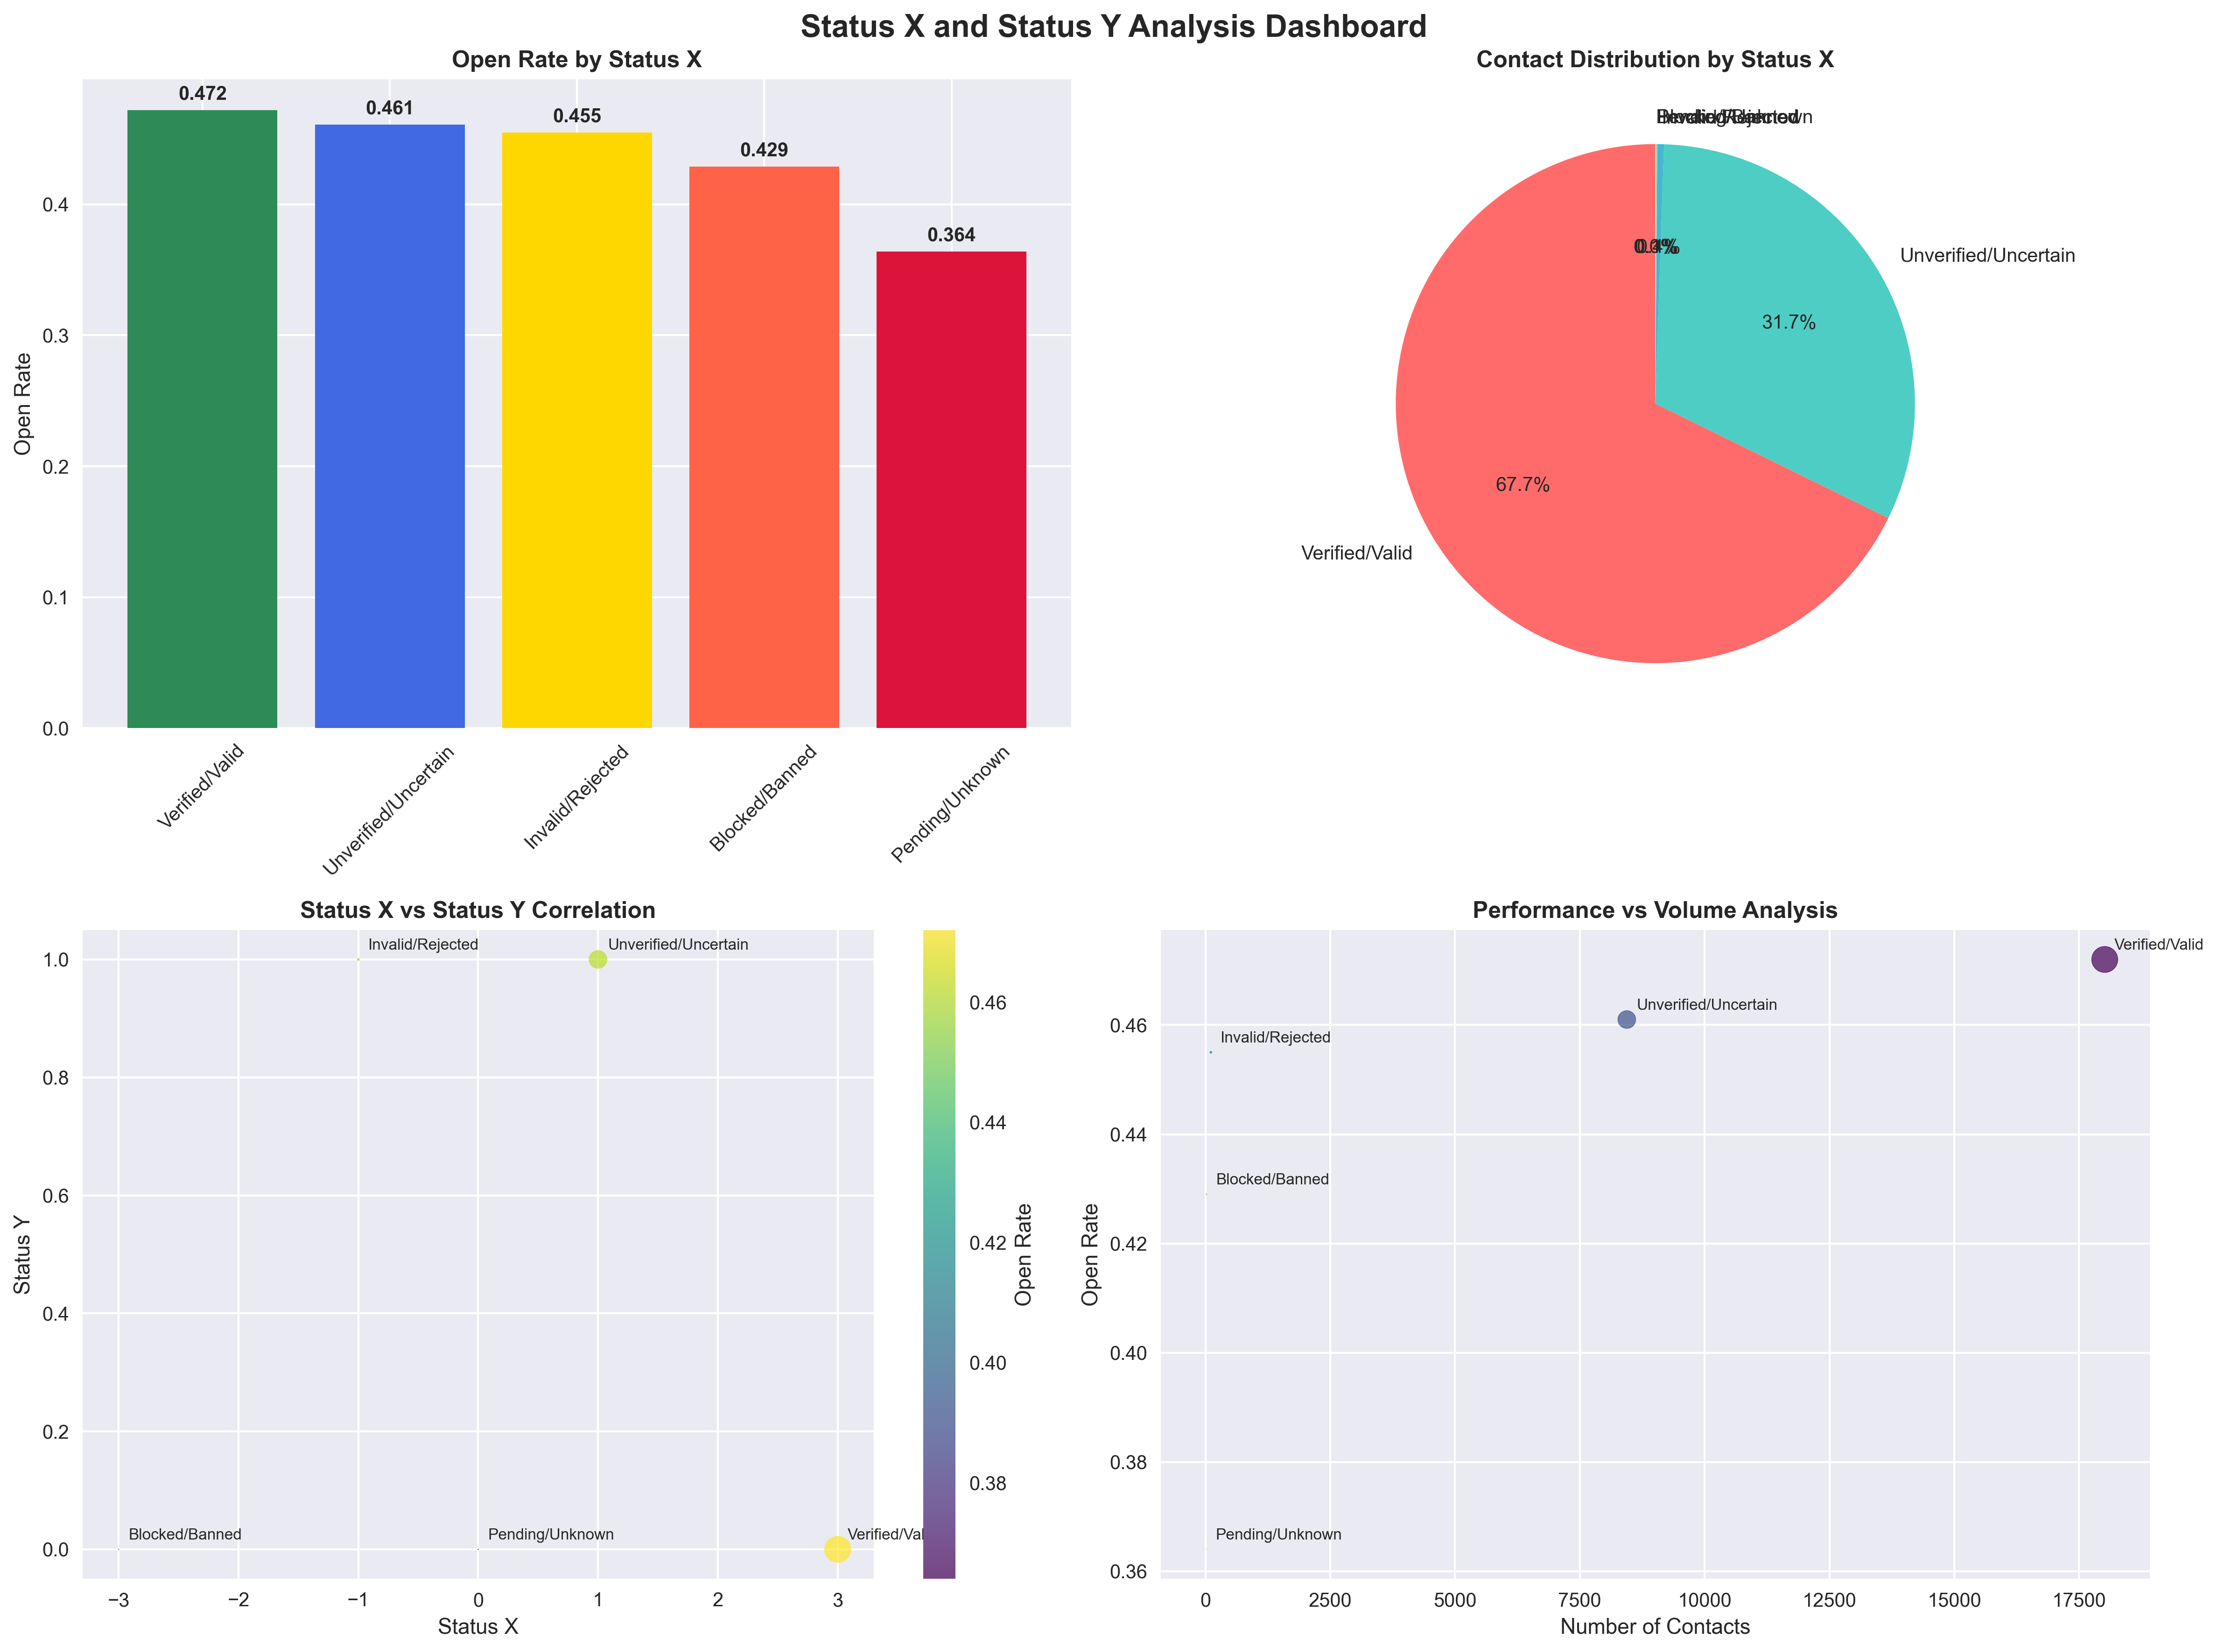 Status X and Status Y Analysis Dashboard
Open Rate by Status X
0.472
0.461
0.455
0.429
0.364
Open Rate
0.4
0.3
0.2
0.1
0.0
Verified/Valid
Unverified/Uncertain
Invalid/Rejected
Blocked/Banned
Pending/Unknown
Contact Distribution by Status X
Unverified/Uncertain
31.7%
67.7%
Verified/Valid
Status X vs Status Y Correlation
Invalid/Rejected
Unverified/Uncertain
Blocked/Banned
Pending/Unknown
Verified/Val
Status Y
1.0
0.8
0.6
0.4
0.2
0.0
−3
−2
−1
0
1
2
3
Status X
0.46
0.44
0.42
0.40
0.38
Open Rate
Performance vs Volume Analysis
Verified/Valid
Unverified/Uncertain
Invalid/Rejected
Blocked/Banned
Pending/Unknown
Open Rate
0.46
0.44
0.42
0.40
0.38
0.36
0
2500
5000
7500
10000
12500
15000
17500
Number of Contacts